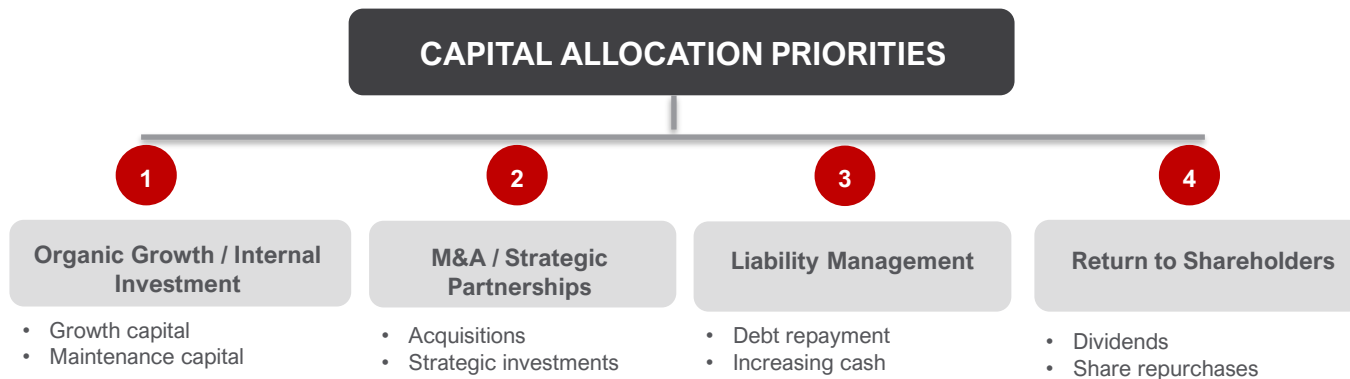 CAPITAL ALLOCATION PRIORITIES
1
Organic Growth / Internal
Investment
• Growth capital
• Maintenance capital
2
M&A / Strategic
Partnerships
• Acquisitions
• Strategic investments
3
Liability Management
• Debt repayment
• Increasing cash
4
Return to Shareholders
• Dividends
• Share repurchases